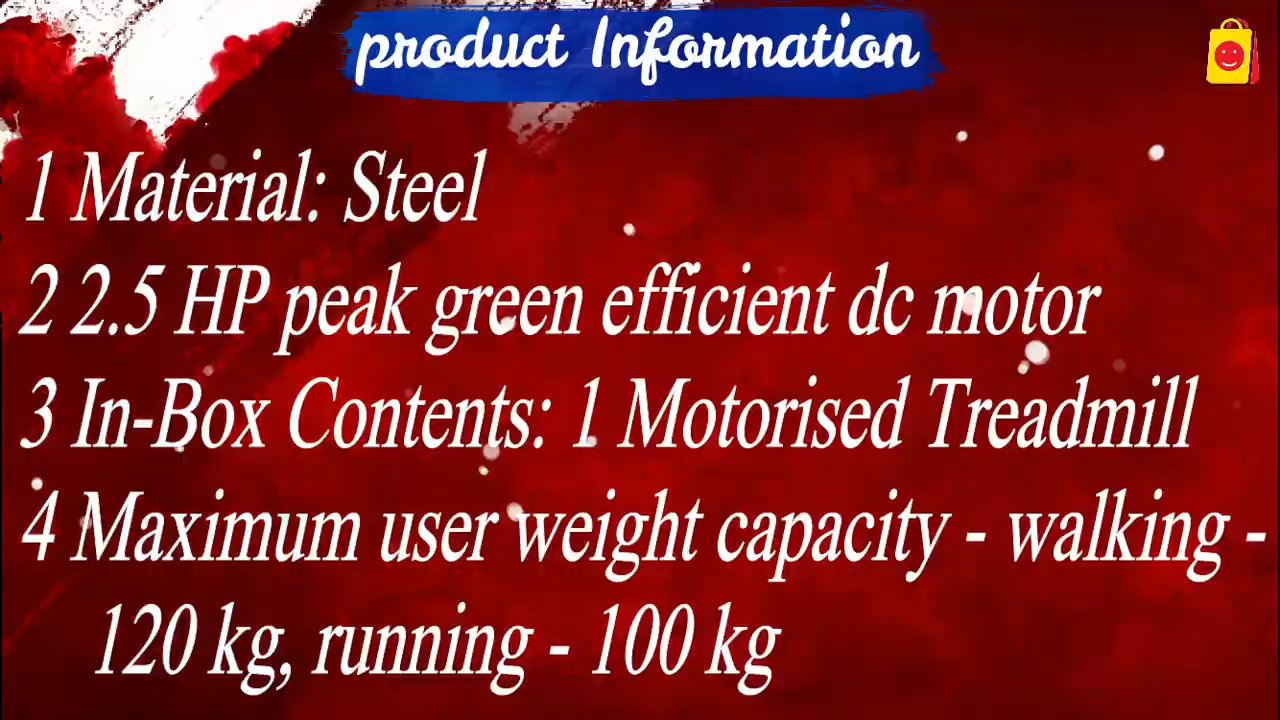 product Information
1 Material: Steel
2 2.5 HP peak green efficient dc motor
3 In-Box Contents: 1 Motorised Treadmill
4 Maximum user weight capacity - walking -
120 kg, running - 100 kg